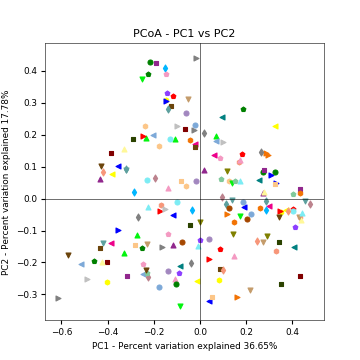 PCoA - PC1 vs PC2
PC2 - Percent variation explained 17.78%
0.4
0.3
0.2
0.1
0.0
−0.1
−0.2
−0.3
−0.6 −0.4 −0.2 0.0 0.2 0.4
PC1 - Percent variation explained 36.65%